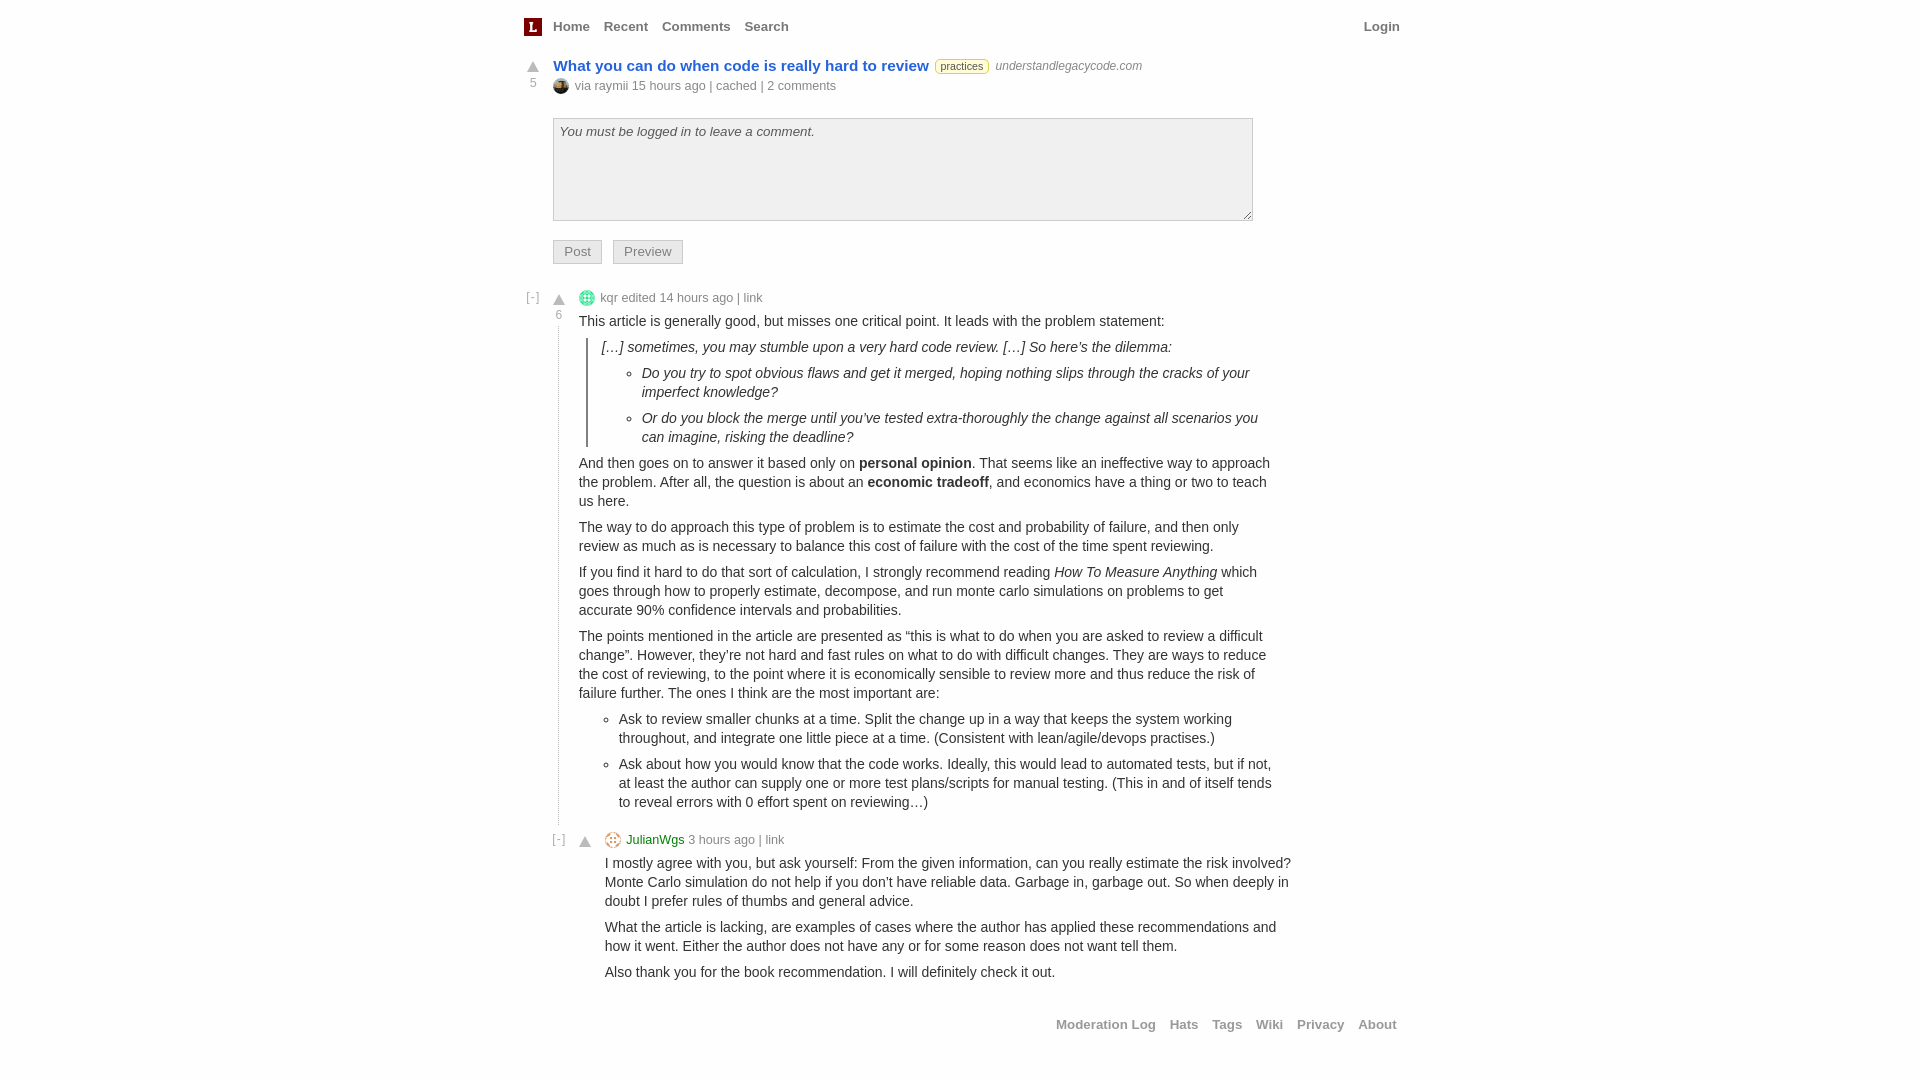 L Home Recent Comments Search Login
What you can do when code is really hard to review practices understandlegacycode.com
5
via raymii 15 hours ago | cached | 2 comments
You must be logged in to leave a comment.
Post Preview
[-] kqr edited 14 hours ago | link
6
This article is generally good, but misses one critical point. It leads with the problem statement:
[…] sometimes, you may stumble upon a very hard code review. […] So here’s the dilemma:
Do you try to spot obvious flaws and get it merged, hoping nothing slips through the cracks of your
imperfect knowledge?
Or do you block the merge until you’ve tested extra-thoroughly the change against all scenarios you
can imagine, risking the deadline?
And then goes on to answer it based only on personal opinion. That seems like an ineffective way to approach
the problem. After all, the question is about an economic tradeoff, and economics have a thing or two to teach
us here.
The way to do approach this type of problem is to estimate the cost and probability of failure, and then only
review as much as is necessary to balance this cost of failure with the cost of the time spent reviewing.
If you find it hard to do that sort of calculation, I strongly recommend reading How To Measure Anything which
goes through how to properly estimate, decompose, and run monte carlo simulations on problems to get
accurate 90% confidence intervals and probabilities.
The points mentioned in the article are presented as “this is what to do when you are asked to review a difficult
change”. However, they’re not hard and fast rules on what to do with difficult changes. They are ways to reduce
the cost of reviewing, to the point where it is economically sensible to review more and thus reduce the risk of
failure further. The ones I think are the most important are:
Ask to review smaller chunks at a time. Split the change up in a way that keeps the system working
throughout, and integrate one little piece at a time. (Consistent with lean/agile/devops practises.)
Ask about how you would know that the code works. Ideally, this would lead to automated tests, but if not,
at least the author can supply one or more test plans/scripts for manual testing. (This in and of itself tends
to reveal errors with 0 effort spent on reviewing…)
[-] JulianWgs 3 hours ago | link
I mostly agree with you, but ask yourself: From the given information, can you really estimate the risk involved?
Monte Carlo simulation do not help if you don’t have reliable data. Garbage in, garbage out. So when deeply in
doubt I prefer rules of thumbs and general advice.
What the article is lacking, are examples of cases where the author has applied these recommendations and
how it went. Either the author does not have any or for some reason does not want tell them.
Also thank you for the book recommendation. I will definitely check it out.
Moderation Log Hats Tags Wiki Privacy About